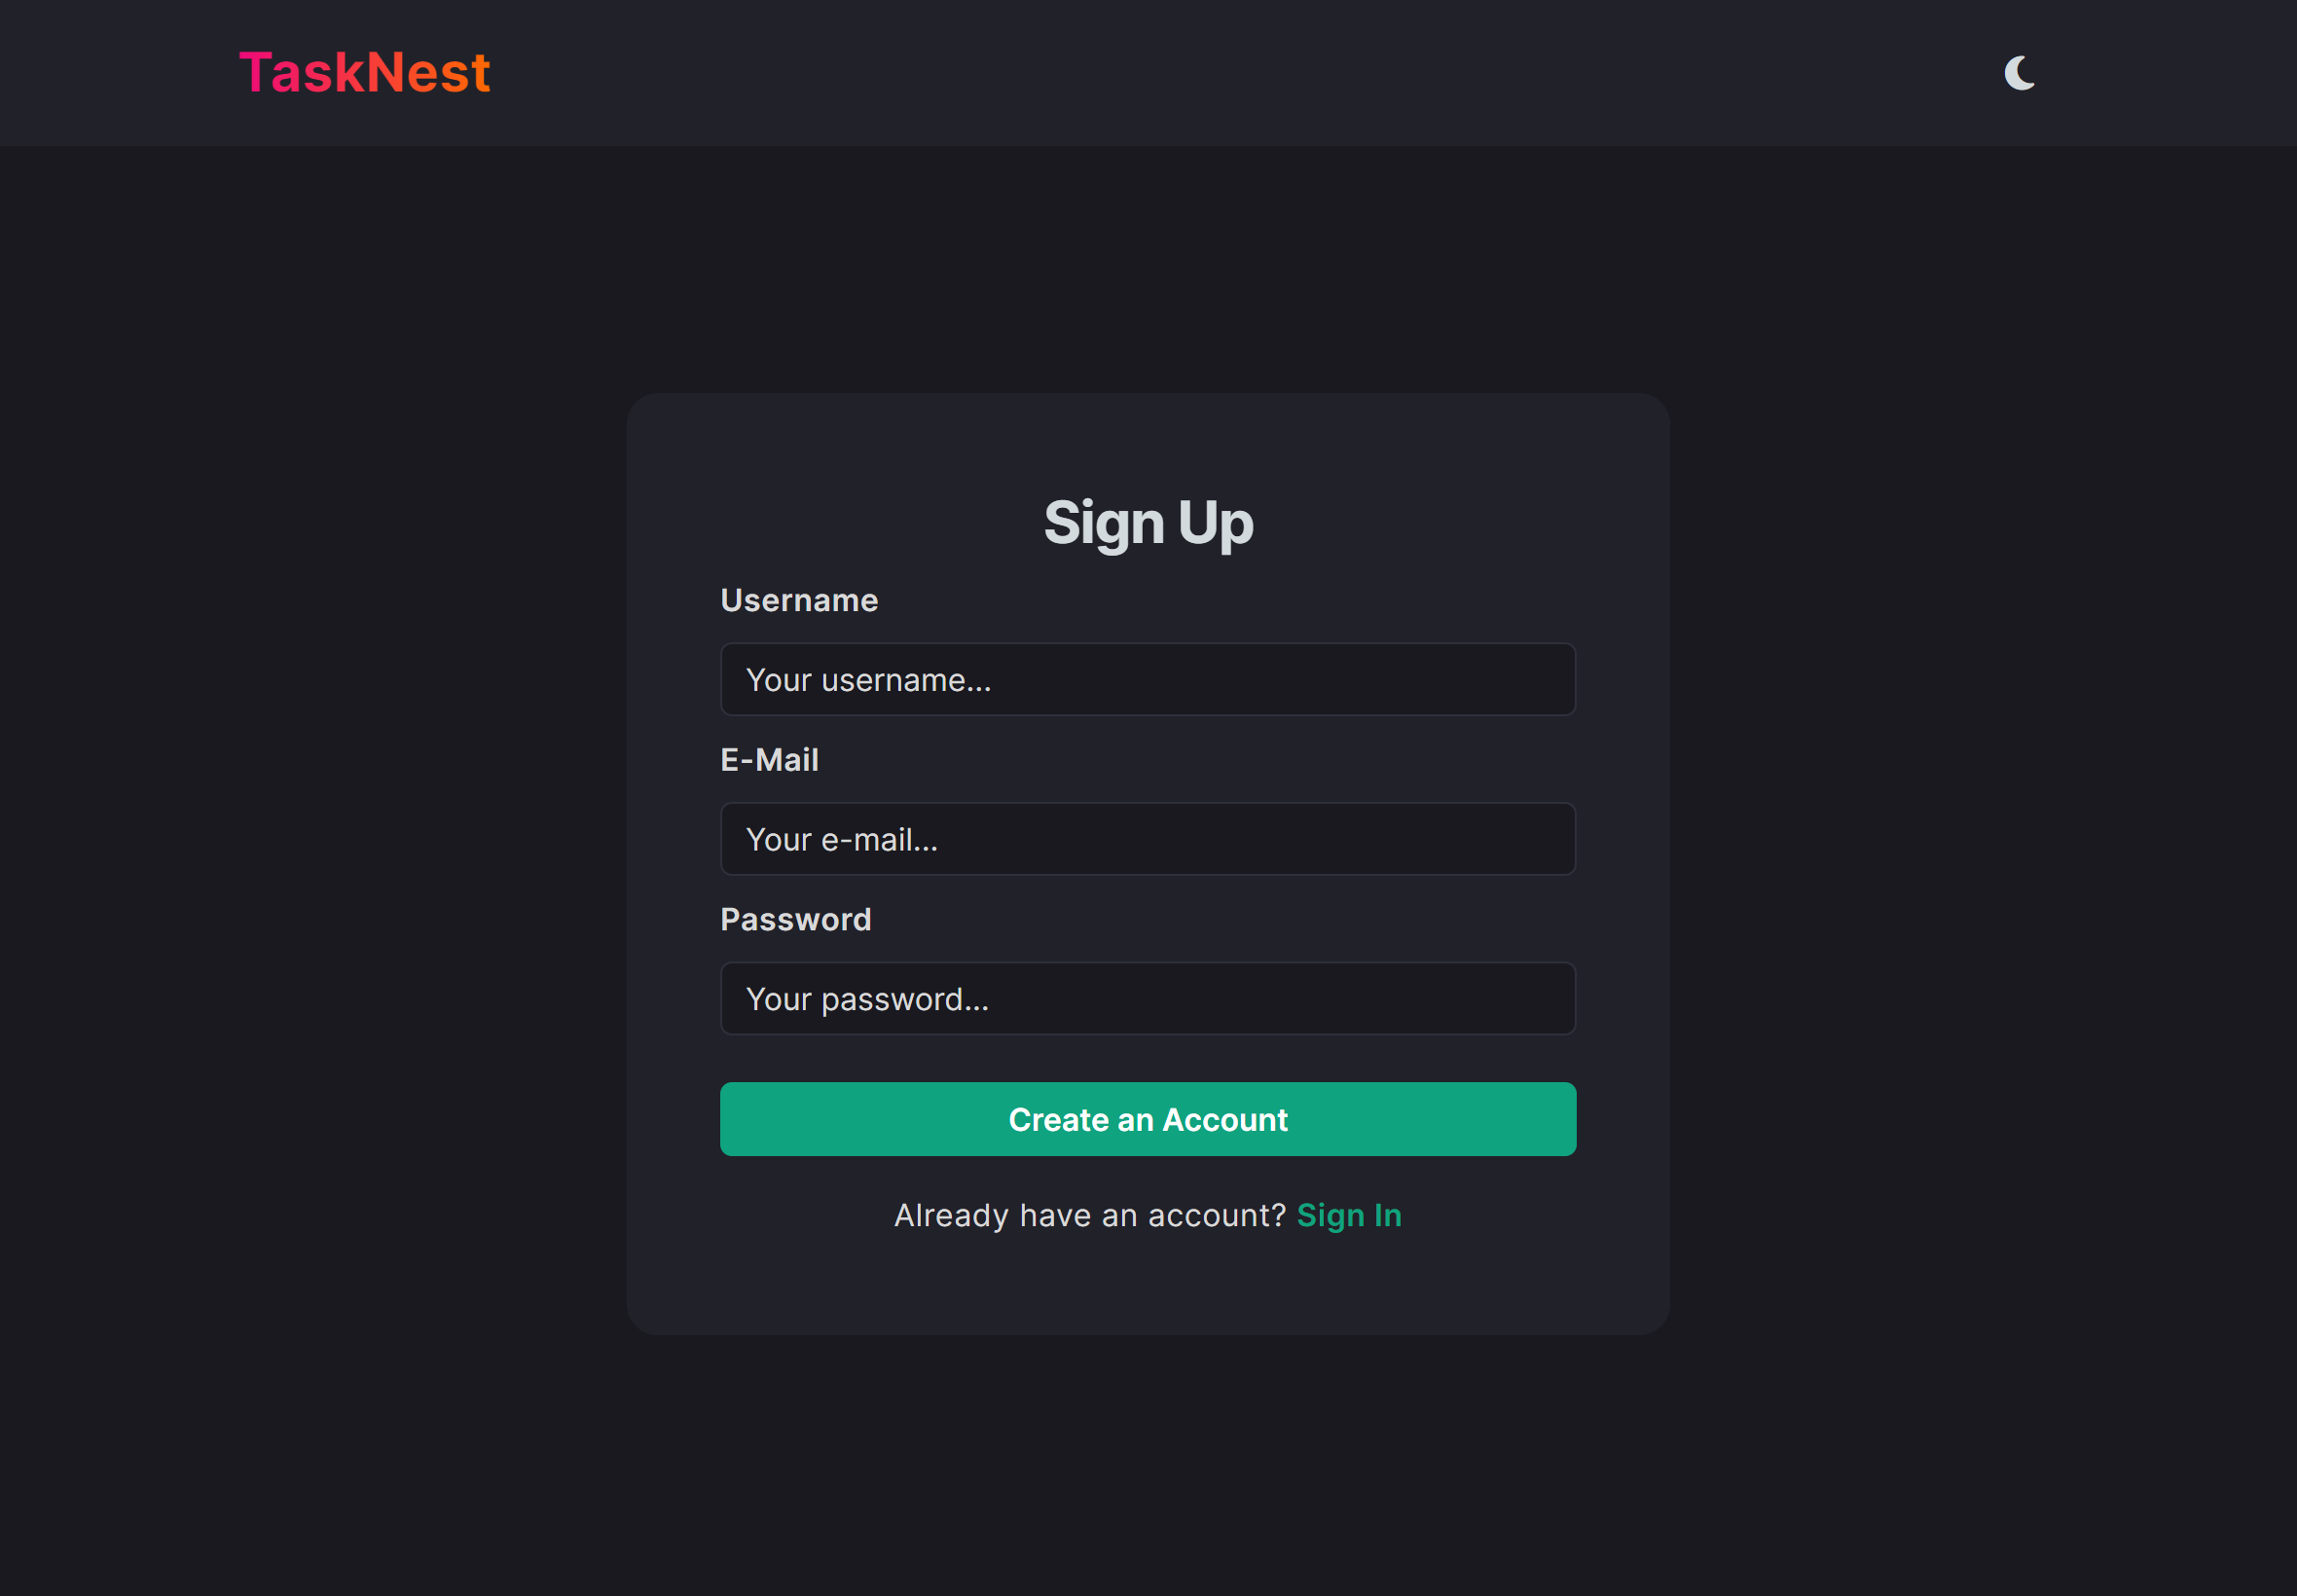 TaskNest
Sign Up
Username
Your username...
E-Mail
Your e-mail...
Password
Your password...
Create an Account
Already have an account? Sign In